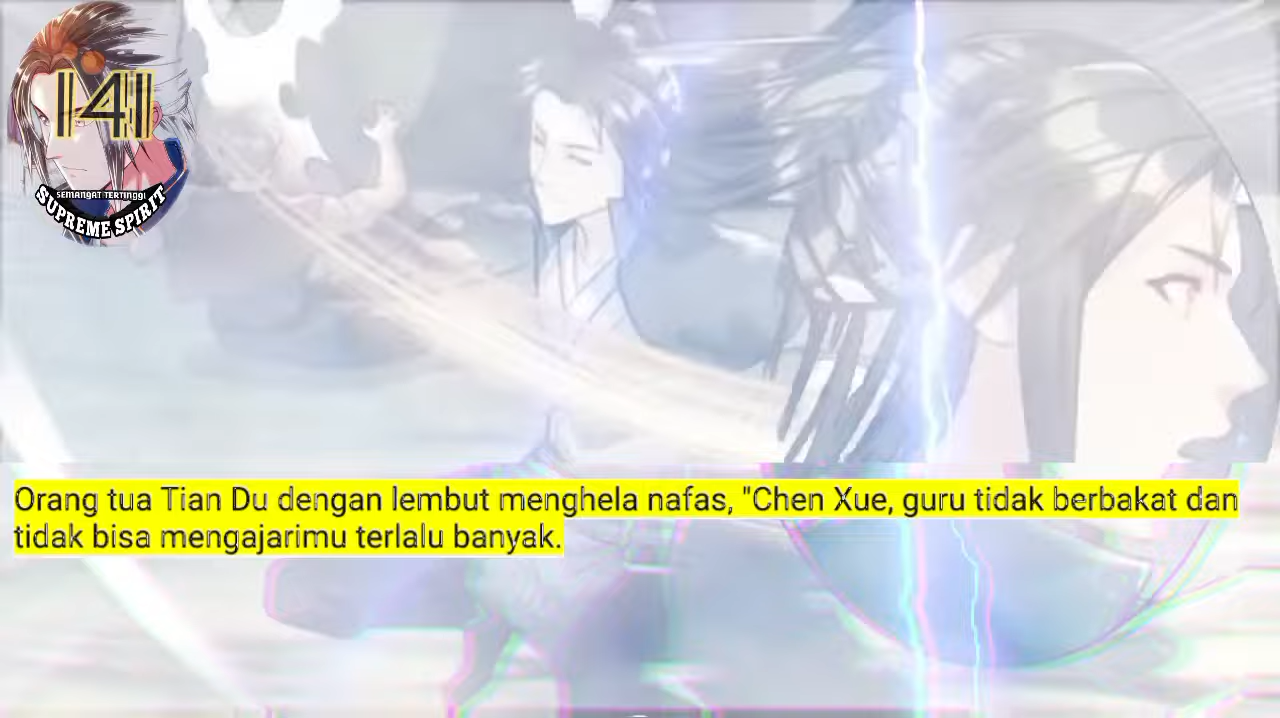 141
SEMANGAT TERTINGGI
SUPREME SPIRIT
Orang tua Tian Du dengan lembut menghela nafas, "Chen Xue, guru tidak berbakat dan
tidak bisa mengajarimu terlalu banyak.